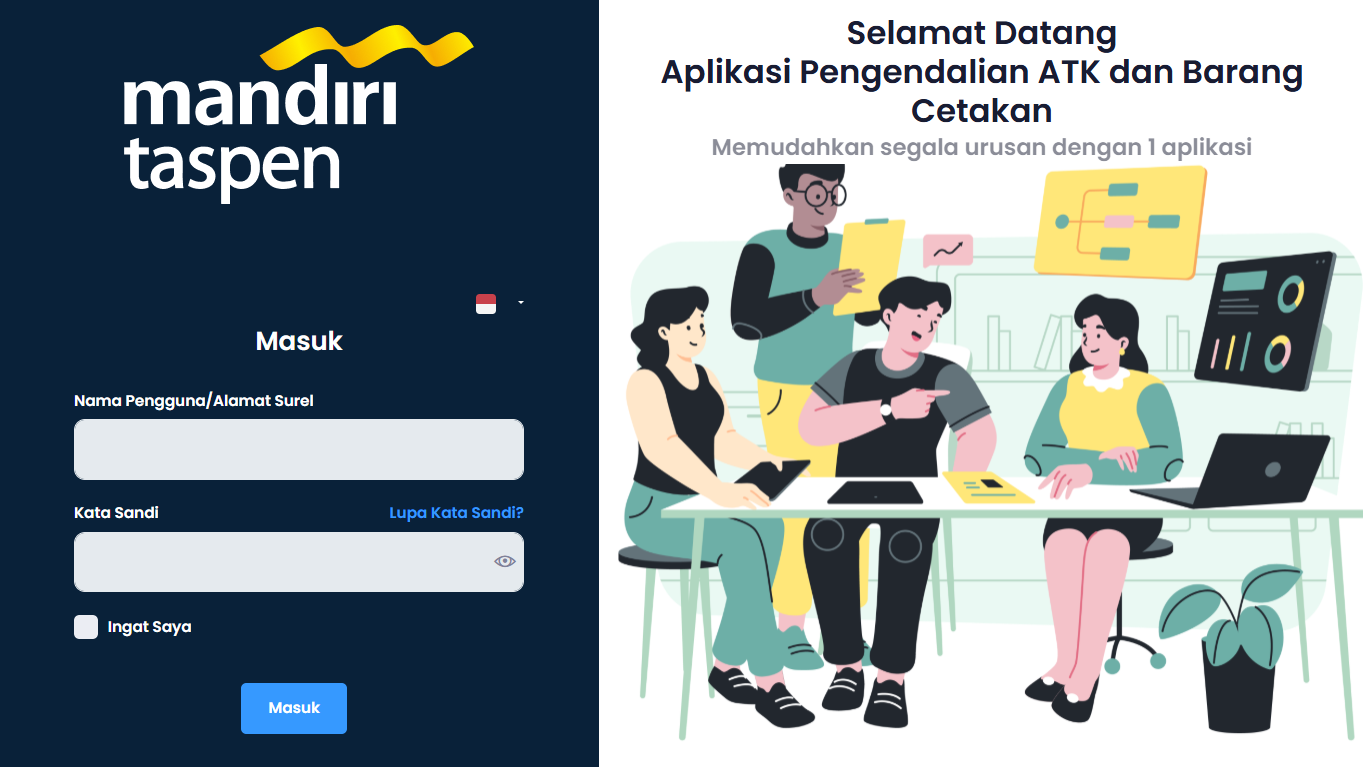 mandiri
taspen
Masuk
Nama Pengguna/Alamat Surel
Kata Sandi
Lupa Kata Sandi?
Ingat Saya
Masuk
Selamat Datang
Aplikasi Pengendalian ATK dan Barang
Cetakan
Memudahkan segala urusan dengan 1 aplikasi